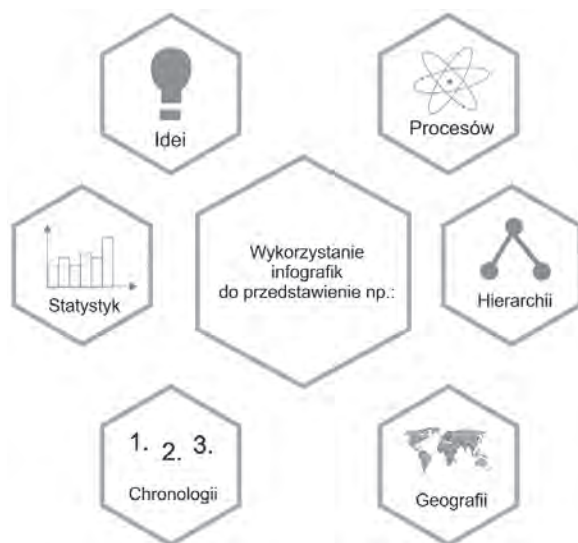 Idei
Procesów
Wykorzystanie
infografik
do przedstawienie np.:
Statystyk
Hierarchii
1. 2. 3.
Chronologii
Geografii